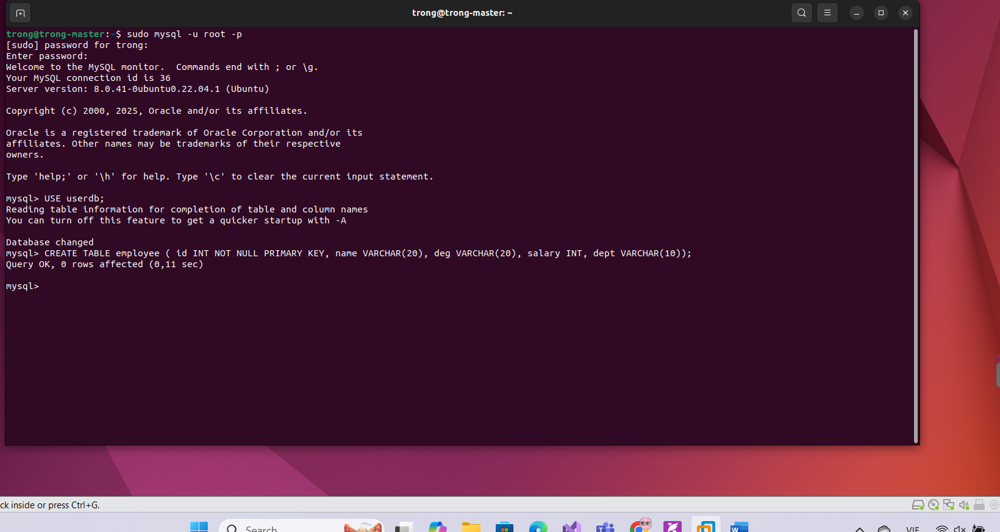 trong@trong-master: ~
trong@trong-master:~$ sudo mysql -u root -p
[sudo] password for trong:
Enter password:
Welcome to the MySQL monitor.  Commands end with ; or \g.
Your MySQL connection id is 36
Server version: 8.0.41-0ubuntu0.22.04.1 (Ubuntu)
Copyright (c) 2000, 2025, Oracle and/or its affiliates.
Oracle is a registered trademark of Oracle Corporation and/or its
affiliates. Other names may be trademarks of their respective
owners.
Type 'help;' or '\h' for help. Type '\c' to clear the current input statement.
mysql> USE userdb;
Reading table information for completion of table and column names
You can turn off this feature to get a quicker startup with -A
Database changed
mysql> CREATE TABLE employee ( id INT NOT NULL PRIMARY KEY, name VARCHAR(20), deg VARCHAR(20), salary INT, dept VARCHAR(10));
Query OK, 0 rows affected (0,11 sec)
mysql>
ck inside or press Ctrl+G.
Search
VIE